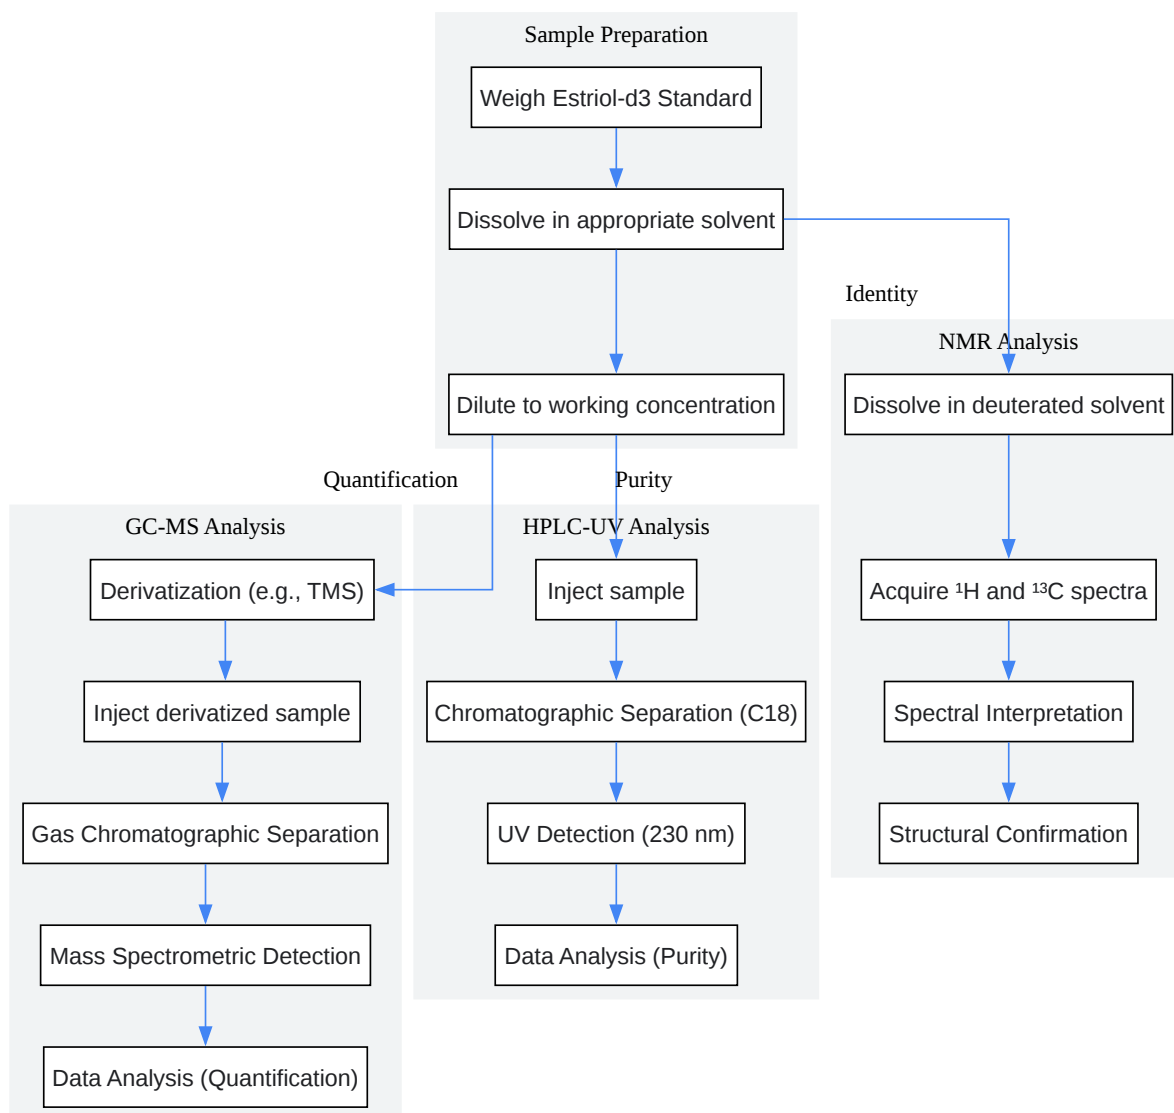 Sample Preparation
Weigh Estriol-d3 Standard
Dissolve in appropriate solvent
Dilute to working concentration
Identity
NMR Analysis
Dissolve in deuterated solvent
Acquire ¹H and ¹³C spectra
Spectral Interpretation
Structural Confirmation
Quantification
GC-MS Analysis
Derivatization (e.g., TMS)
Inject derivatized sample
Gas Chromatographic Separation
Mass Spectrometric Detection
Data Analysis (Quantification)
Purity
HPLC-UV Analysis
Inject sample
Chromatographic Separation (C18)
UV Detection (230 nm)
Data Analysis (Purity)